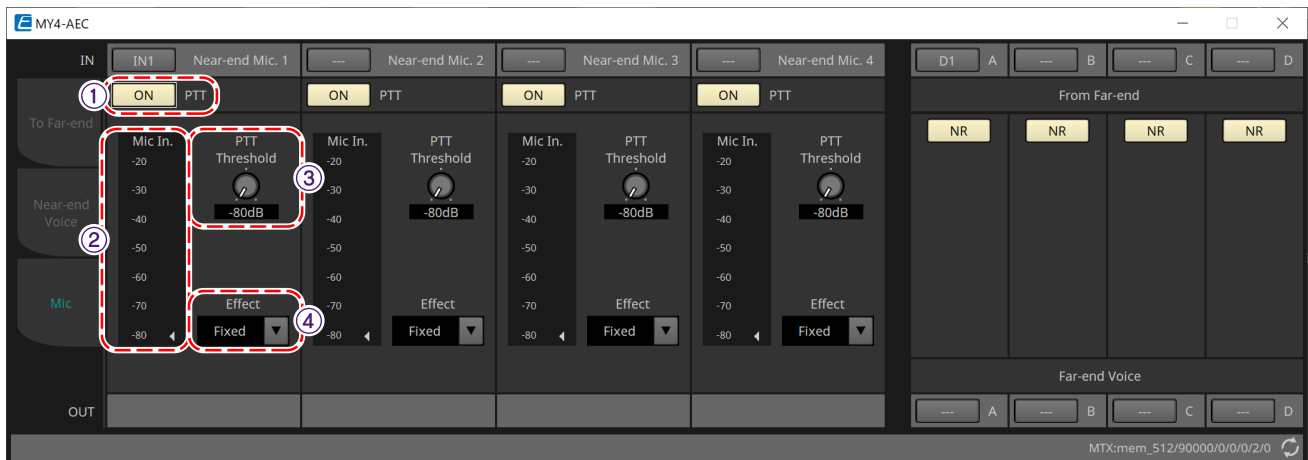 MY4-AEC
IN IN1 Near-end Mic. 1 --- Near-end Mic. 2 --- Near-end Mic. 3 --- Near-end Mic. 4 D1 A --- B --- C --- D
① ON PTT ON PTT ON PTT ON PTT From Far-end
To Far-end
NR NR NR NR
Mic In. PTT Mic In. PTT Mic In. PTT Mic In. PTT
-20 Threshold -20 Threshold -20 Threshold -20 Threshold
③
-30 -30 -30 -30
Near-end
Voice
-40 -80dB -40 -80dB -40 -80dB -40 -80dB
②
-50 -50 -50 -50
-60 -60 -60 -60
Mic -70 Effect -70 Effect -70 Effect -70 Effect
④
-80 Fixed -80 Fixed -80 Fixed -80 Fixed
Far-end Voice
OUT --- A --- B --- C --- D
MTX:mem_512/90000/0/0/0/2/0